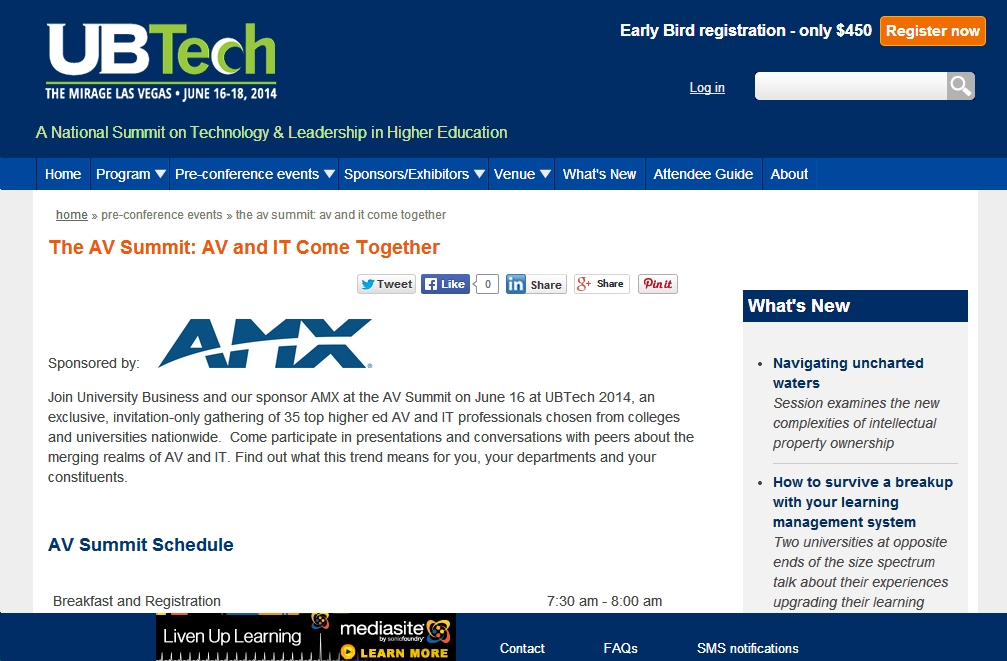 UBTech
THE MIRAGE LAS VEGAS • JUNE 16-18, 2014
Early Bird registration - only $450 Register now
Log in
A National Summit on Technology & Leadership in Higher Education
Home Program Pre-conference events Sponsors/Exhibitors Venue What's New Attendee Guide About
home » pre-conference events » the av summit: av and it come together
The AV Summit: AV and IT Come Together
Tweet Like 0 in Share g+ Share Pin it
Sponsored by: AMX
Join University Business and our sponsor AMX at the AV Summit on June 16 at UBTech 2014, an
exclusive, invitation-only gathering of 35 top higher ed AV and IT professionals chosen from colleges
and universities nationwide. Come participate in presentations and conversations with peers about the
merging realms of AV and IT. Find out what this trend means for you, your departments and your
constituents.
AV Summit Schedule
Breakfast and Registration 7:30 am - 8:00 am
What's New
• Navigating uncharted
waters
Session examines the new
complexities of intellectual
property ownership
• How to survive a breakup
with your learning
management system
Two universities at opposite
ends of the size spectrum
talk about their experiences
upgrading their learning
Liven Up Learning
mediasite
by sonicfoundry
LEARN MORE
Contact FAQs SMS notifications